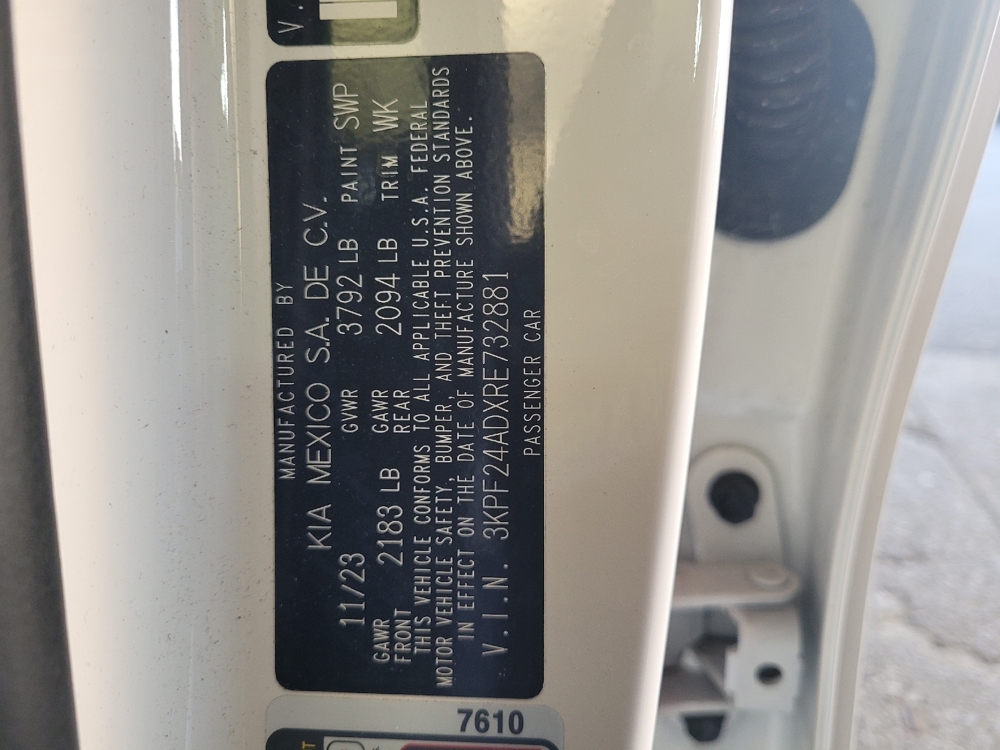 V.
MANUFACTURED BY
KIA MEXICO S.A. DE C.V.
11/23 GVWR 3792 LB PAINT SWP
GAWR FRONT 2183 LB GAWR REAR 2094 LB TRIM WK
THIS VEHICLE CONFORMS TO ALL APPLICABLE U.S.A. FEDERAL
MOTOR VEHICLE SAFETY, BUMPER, AND THEFT PREVENTION STANDARDS
IN EFFECT ON THE DATE OF MANUFACTURE SHOWN ABOVE.
V.I.N. 3KPF24ADXRE732881
PASSENGER CAR
7610